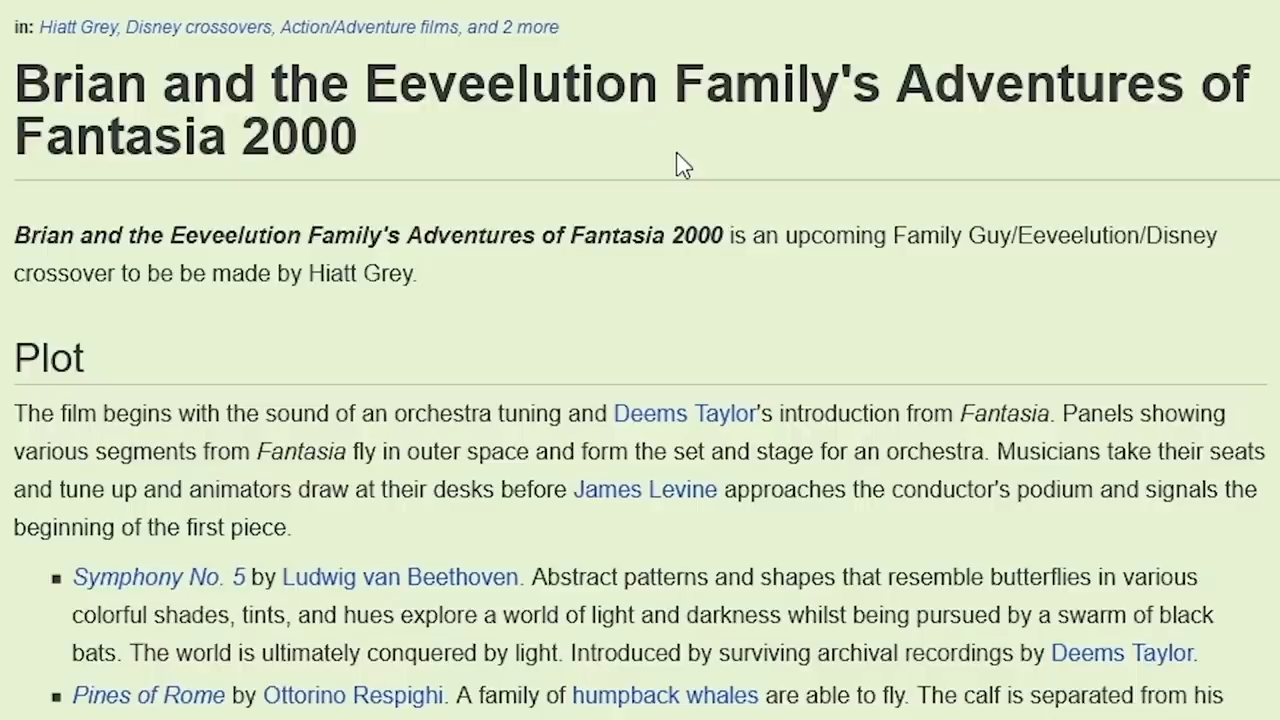 in: Hiatt Grey, Disney crossovers, Action/Adventure films, and 2 more
Brian and the Eeveelution Family's Adventures of
Fantasia 2000
Brian and the Eeveelution Family's Adventures of Fantasia 2000 is an upcoming Family Guy/Eeveelution/Disney
crossover to be be made by Hiatt Grey.
Plot
The film begins with the sound of an orchestra tuning and Deems Taylor's introduction from Fantasia. Panels showing
various segments from Fantasia fly in outer space and form the set and stage for an orchestra. Musicians take their seats
and tune up and animators draw at their desks before James Levine approaches the conductor's podium and signals the
beginning of the first piece.
▪ Symphony No. 5 by Ludwig van Beethoven. Abstract patterns and shapes that resemble butterflies in various
colorful shades, tints, and hues explore a world of light and darkness whilst being pursued by a swarm of black
bats. The world is ultimately conquered by light. Introduced by surviving archival recordings by Deems Taylor.
▪ Pines of Rome by Ottorino Respighi. A family of humpback whales are able to fly. The calf is separated from his